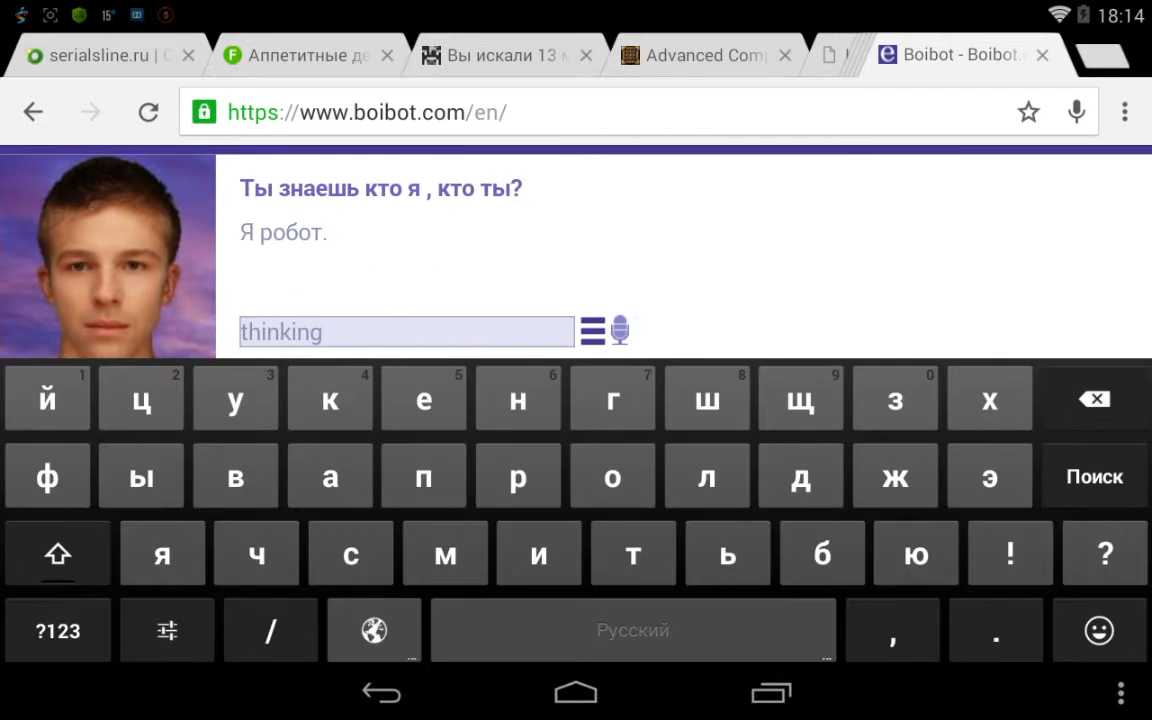 15°
5
18:14
serialsline.ru | С
Аппетитные де
Вы искали 13 м
Advanced Comp
Boibot - Boibot.
https://www.boibot.com/en/
Ты знаешь кто я , кто ты?
Я робот.
thinking
й 1 ц 2 у 3 к 4 е 5 н 6 г 7 ш 8 щ 9 з 0 х
ф ы в а п р о л д ж э Поиск
я ч с м и т ь б ю ! ?
?123 / Русский , .